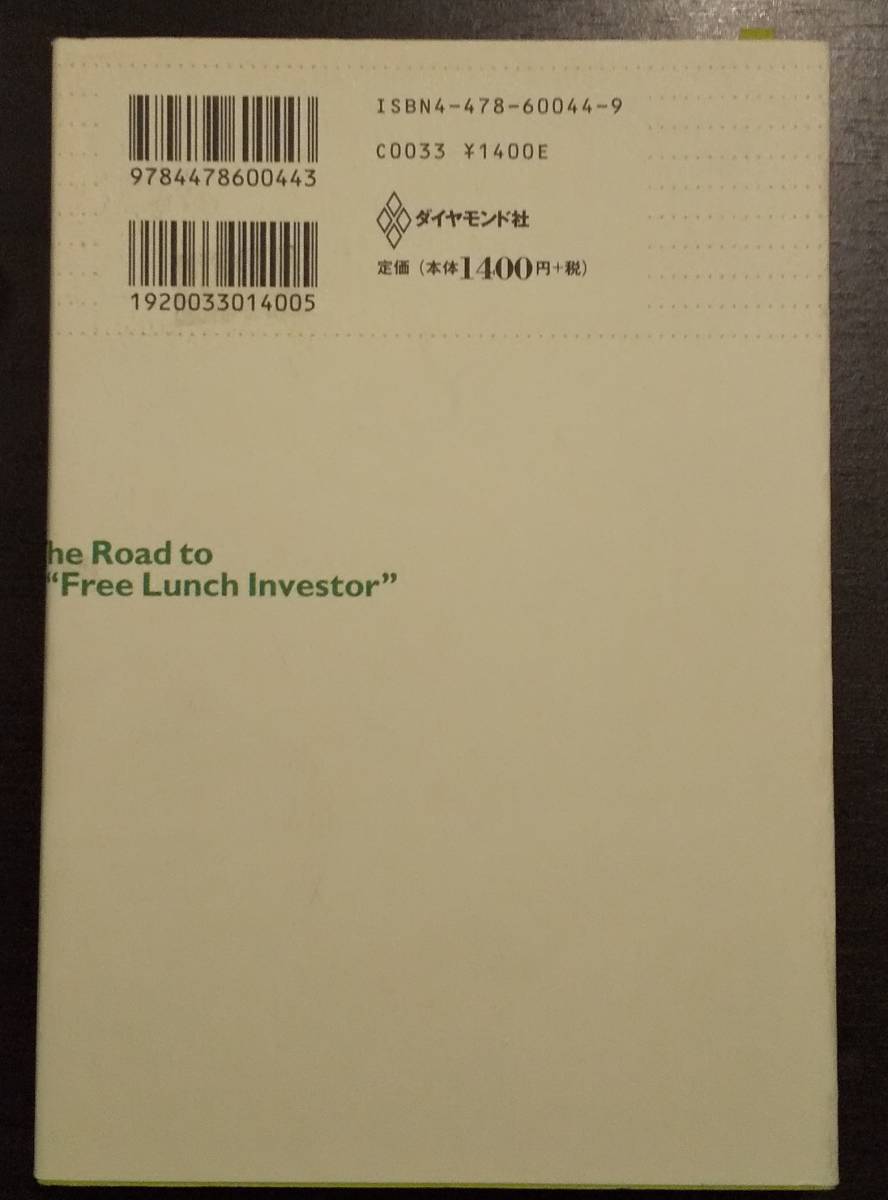 9784478600443
1920033014005
ISBN4-478-60044-9
C0033 ¥1400E
ダイヤモンド社
定価（本体1400円+税）
he Road to
“Free Lunch Investor”